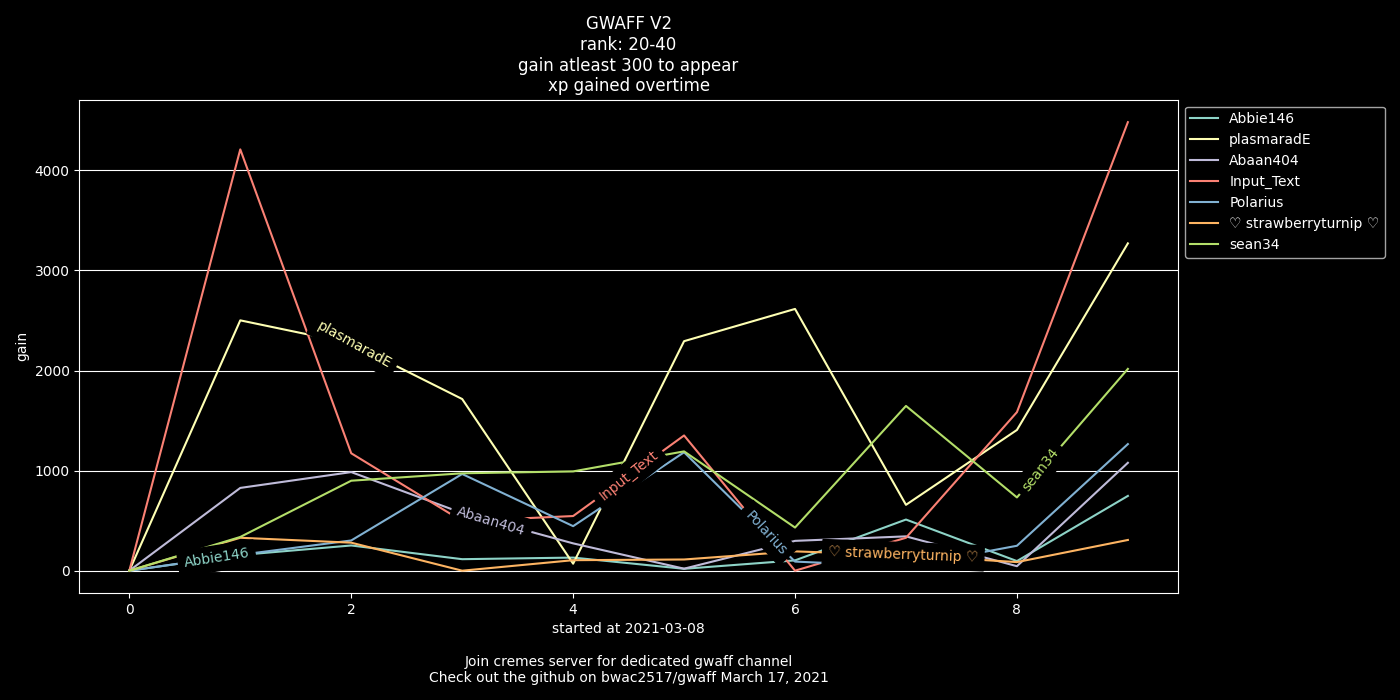 GWAFF V2
rank: 20-40
gain atleast 300 to appear
xp gained overtime
gain
4000
3000
2000
1000
0
0
2
4
6
8
plasmaradE
Abaan404
Input_Text
Polarius
sean34
Abbie146
♡ strawberryturnip ♡
Abbie146
plasmaradE
Abaan404
Input_Text
Polarius
♡ strawberryturnip ♡
sean34
started at 2021-03-08
Join cremes server for dedicated gwaff channel
Check out the github on bwac2517/gwaff March 17, 2021